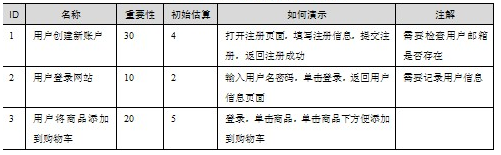 ID 名称 重要性 初始估算 如何演示 注解
1 用户创建新账户 30 4 打开注册页面，填写注册信息，提交注册，返回注册成功 需要检查用户邮箱是否存在
2 用户登录网站 10 2 输入用户名密码，单击登录，返回用户信息页面 需要记录用户信息
3 用户将商品添加到购物车 20 5 登录，单击商品，单击商品下方便添加到购物车